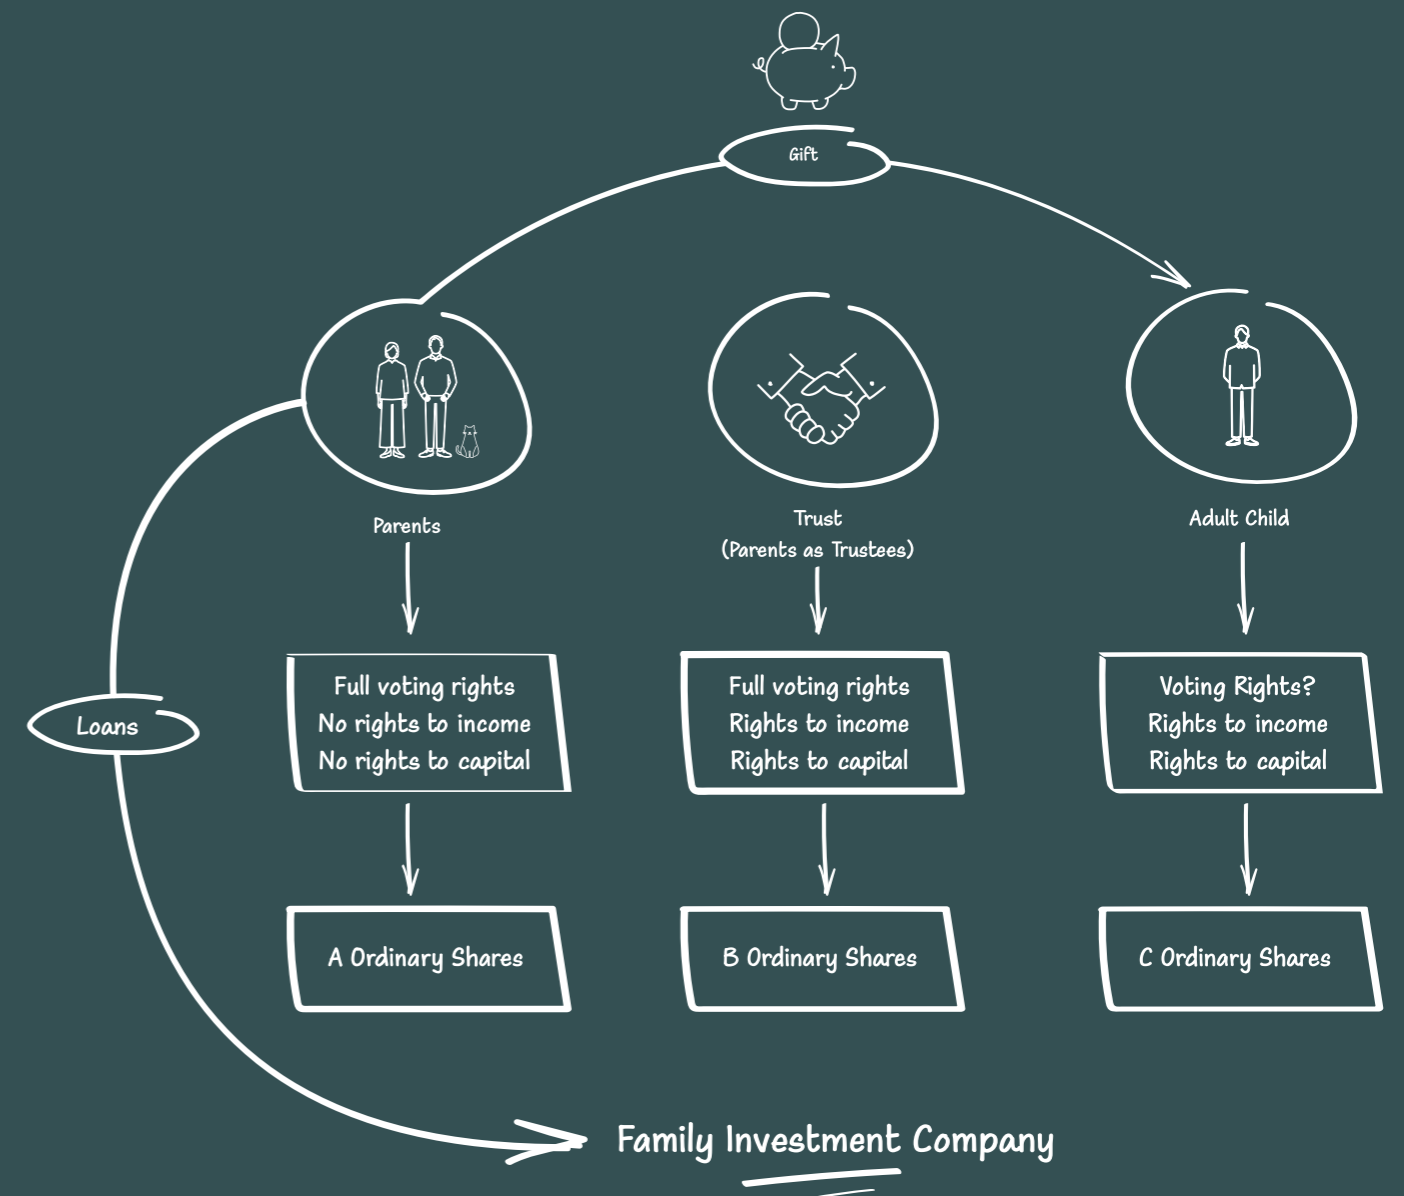 Gift
Parents
Trust
(Parents as Trustees)
Adult Child
Loans
Full voting rights
No rights to income
No rights to capital
Full voting rights
Rights to income
Rights to capital
Voting Rights?
Rights to income
Rights to capital
A Ordinary Shares
B Ordinary Shares
C Ordinary Shares
Family Investment Company